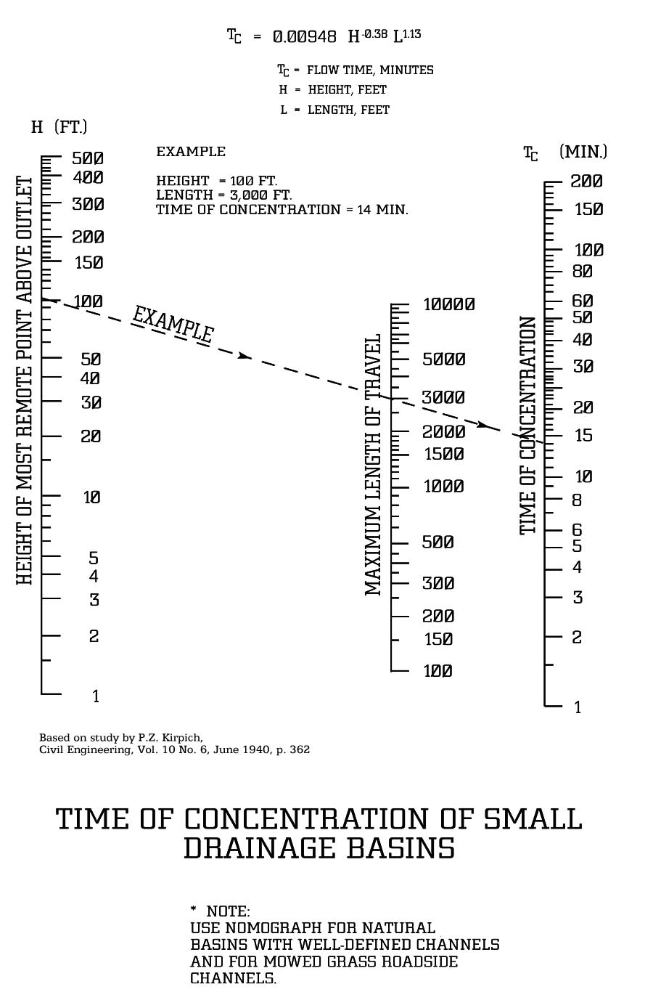 TC = 0.00948 H-0.38 L1.13
TC = FLOW TIME, MINUTES
H = HEIGHT, FEET
L = LENGTH, FEET
H (FT.)
EXAMPLE
HEIGHT = 100 FT.
LENGTH = 3,000 FT.
TIME OF CONCENTRATION = 14 MIN.
TC (MIN.)
HEIGHT OF MOST REMOTE POINT ABOVE OUTLET
500
400
300
200
150
100
50
40
30
20
10
5
4
3
2
1
EXAMPLE
MAXIMUM LENGTH OF TRAVEL
10000
5000
3000
2000
1500
1000
500
300
200
150
100
TIME OF CONCENTRATION
200
150
100
80
60
50
40
30
20
15
10
8
6
5
4
3
2
1
Based on study by P.Z. Kirpich,
Civil Engineering, Vol. 10 No. 6, June 1940, p. 362
TIME OF CONCENTRATION OF SMALL
DRAINAGE BASINS
* NOTE:
USE NOMOGRAPH FOR NATURAL
BASINS WITH WELL-DEFINED CHANNELS
AND FOR MOWED GRASS ROADSIDE
CHANNELS.